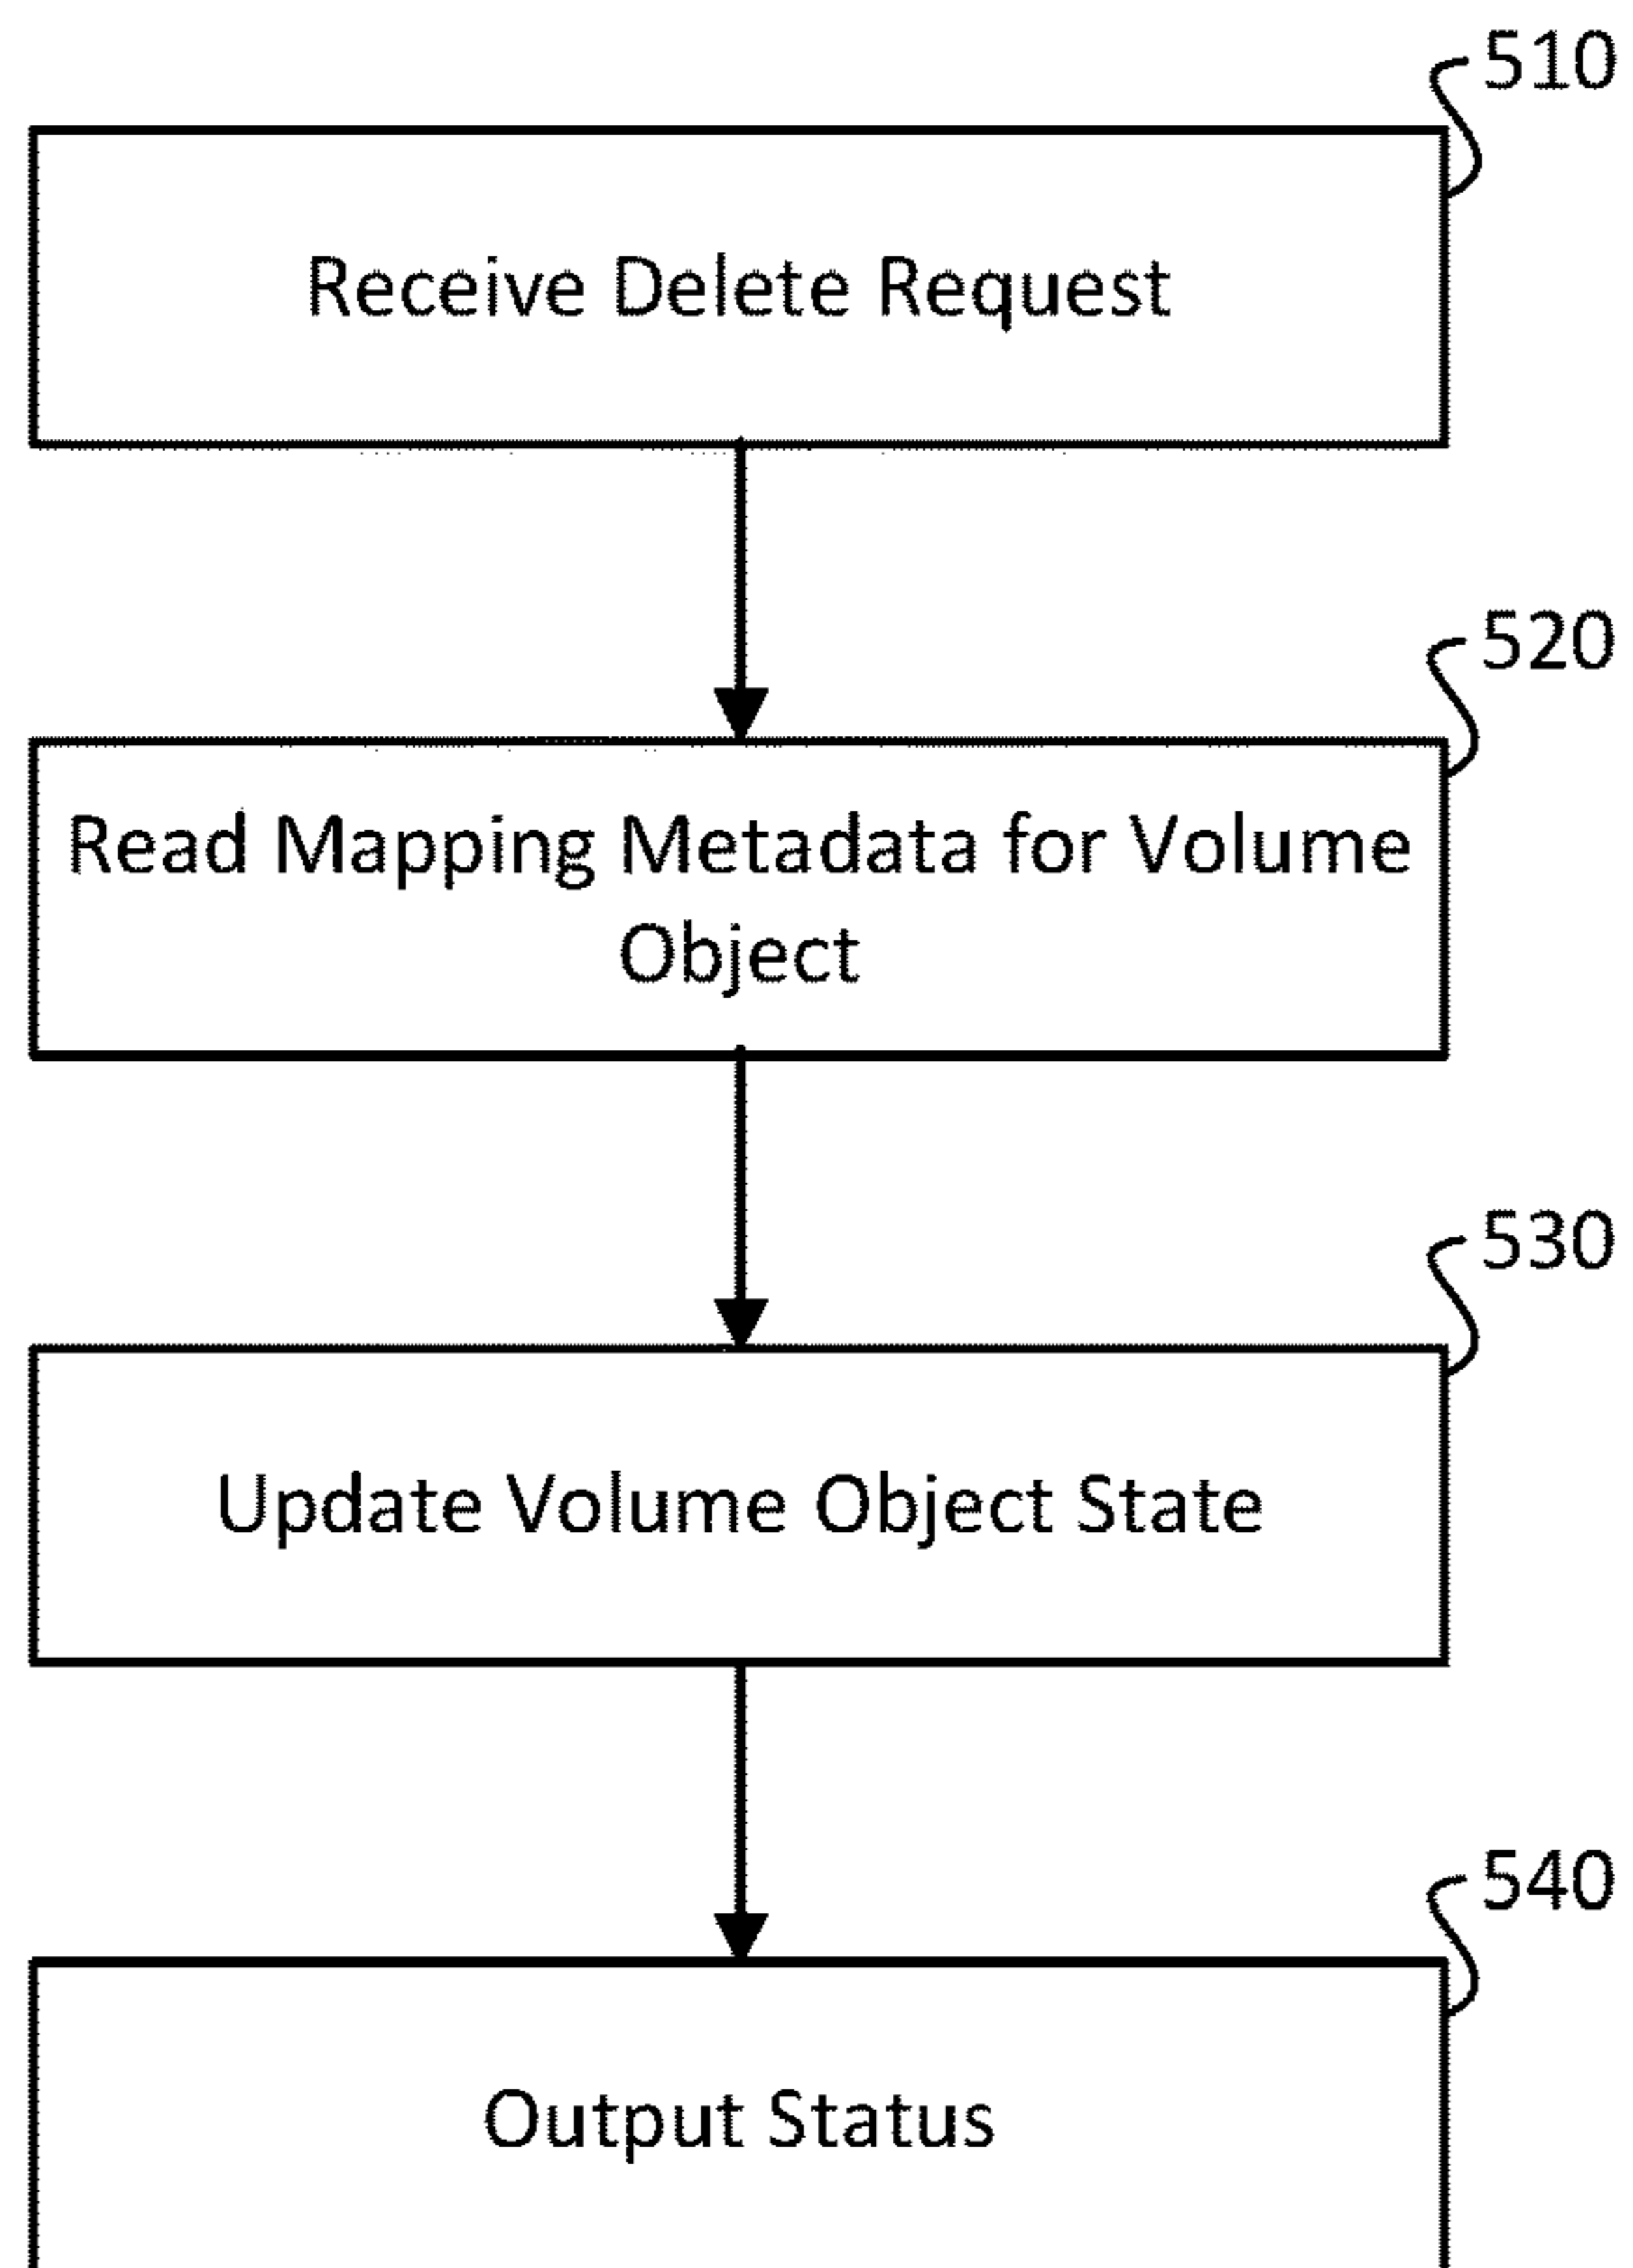 510
Receive Delete Request
520
Read Mapping Metadata for Volume
Object
530
Update Volume Object State
540
Output Status